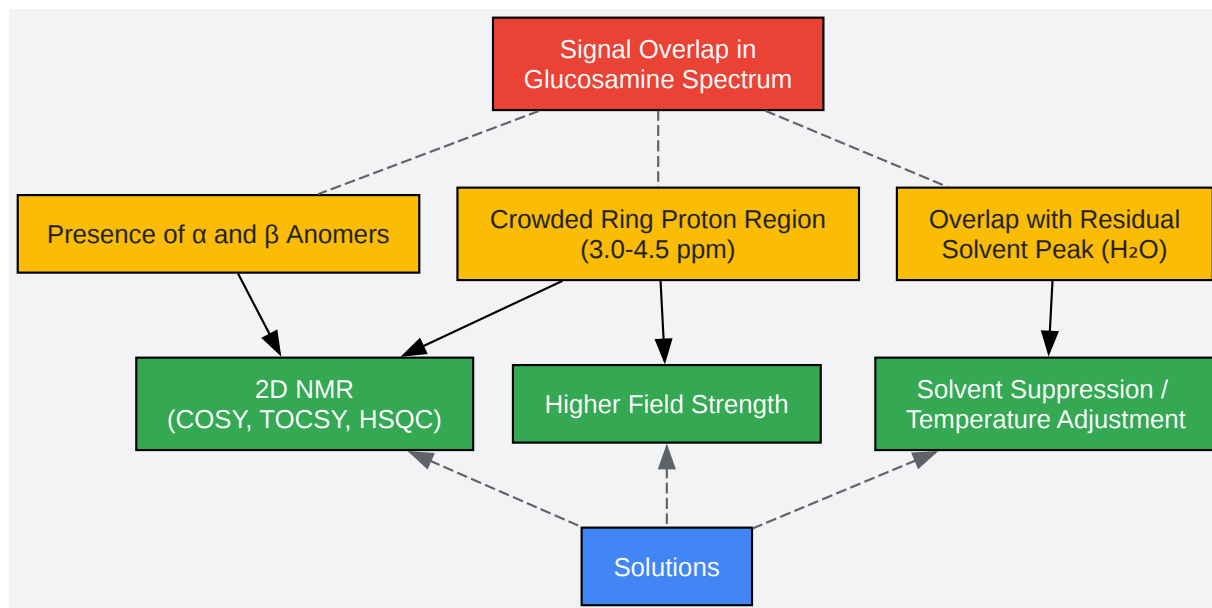 Signal Overlap in
Glucosamine Spectrum
Presence of α and β Anomers
Crowded Ring Proton Region
(3.0-4.5 ppm)
Overlap with Residual
Solvent Peak (H₂O)
2D NMR
(COSY, TOCSY, HSQC)
Higher Field Strength
Solvent Suppression /
Temperature Adjustment
Solutions